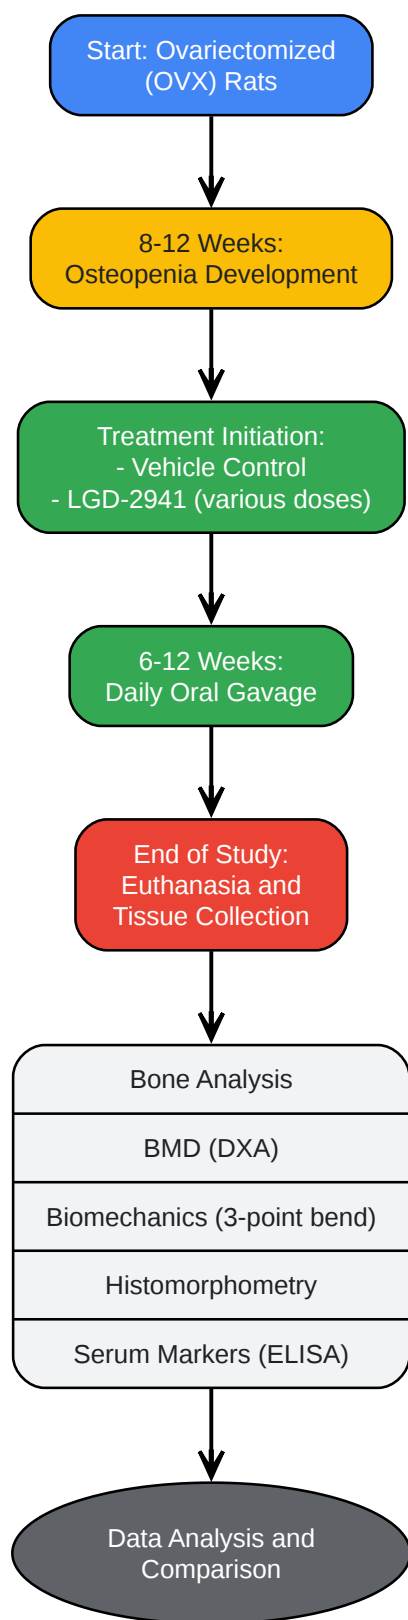 Start: Ovariectomized
(OVX) Rats
8-12 Weeks:
Osteopenia Development
Treatment Initiation:
- Vehicle Control
- LGD-2941 (various doses)
6-12 Weeks:
Daily Oral Gavage
End of Study:
Euthanasia and
Tissue Collection
Bone Analysis
BMD (DXA)
Biomechanics (3-point bend)
Histomorphometry
Serum Markers (ELISA)
Data Analysis and
Comparison